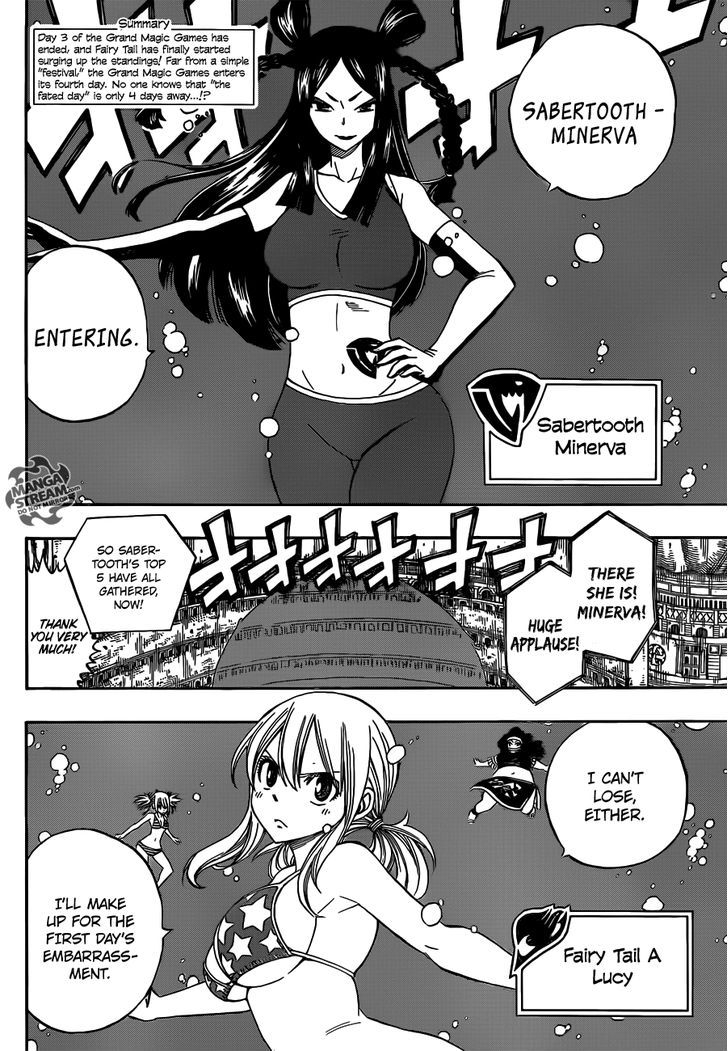 Summary
Day 3 of the Grand Magic Games has
ended, and Fairy Tail has finally started
surging up the standings! Far from a simple
"festival," the Grand Magic Games enters
its fourth day. No one knows that "the
fated day" is only 4 days away...!?
SABERTOOTH -
MINERVA
ENTERING.
Sabertooth
Minerva
MANGA
STREAM.com
DO NOT MIRROR
SO SABER-
TOOTH'S TOP
5 HAVE ALL
GATHERED,
NOW!
THANK
YOU VERY
MUCH!
THERE
SHE IS!
MINERVA!
HUGE
APPLAUSE!
I CAN'T
LOSE,
EITHER.
I'LL MAKE
UP FOR THE
FIRST DAY'S
EMBARRASS-
MENT.
Fairy Tail A
Lucy